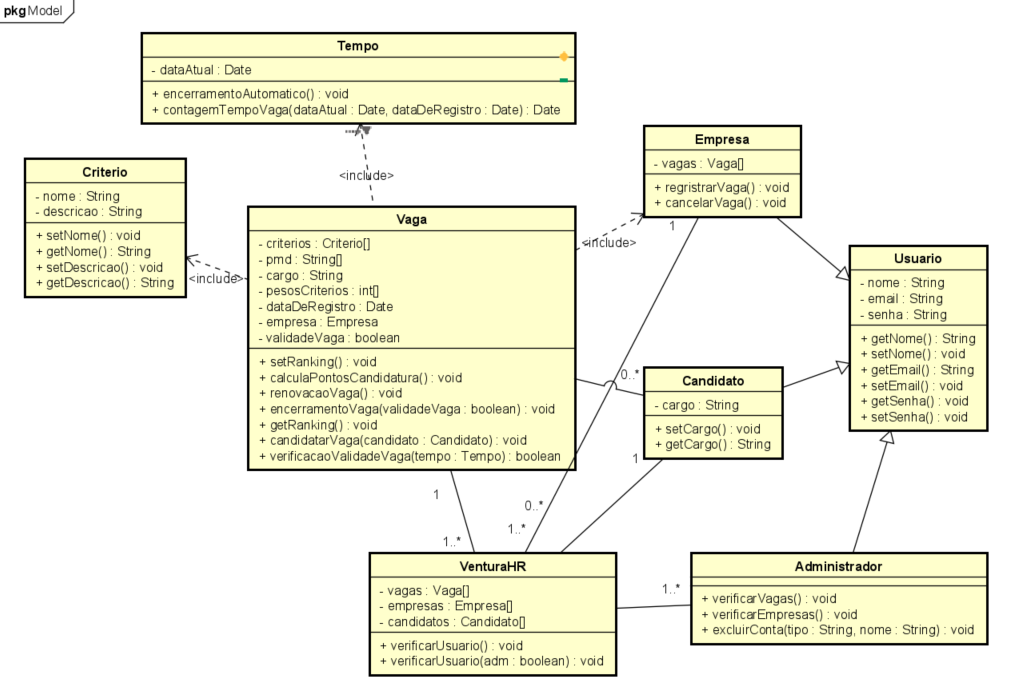 pkg Model
Tempo
- dataAtual : Date
+ encerramentoAutomatico() : void
+ contagemTempoVaga(dataAtual : Date, dataDeRegistro : Date) : Date
<include>
Criterio
- nome : String
- descricao : String
+ setNome() : void
+ getNome() : String
+ setDescricao() : void
+ getDescricao() : String
<include>
Vaga
- criterios : Criterio[]
- pmd : String[]
- cargo : String
- pesosCriterios : int[]
- dataDeRegistro : Date
- empresa : Empresa
- validadeVaga : boolean
+ setRanking() : void
+ calculaPontosCandidatura() : void
+ renovacaoVaga() : void
+ encerramentoVaga(validadeVaga : boolean) : void
+ getRanking() : void
+ candidatarVaga(candidato : Candidato) : void
+ verificacaoValidadeVaga(tempo : Tempo) : boolean
<include>
Empresa
- vagas : Vaga[]
+ regristrarVaga() : void
+ cancelarVaga() : void
1
Usuario
- nome : String
- email : String
- senha : String
+ getNome() : String
+ setNome() : void
+ getEmail() : String
+ setEmail() : void
+ getSenha() : void
+ setSenha() : void
0..*
Candidato
- cargo : String
+ setCargo() : void
+ getCargo() : String
1
1
0..*
1..*
1..*
VenturaHR
- vagas : Vaga[]
- empresas : Empresa[]
- candidatos : Candidato[]
+ verificarUsuario() : void
+ verificarUsuario(adm : boolean) : void
1..*
Administrador
+ verificarVagas() : void
+ verificarEmpresas() : void
+ excluirConta(tipo : String, nome : String) : void